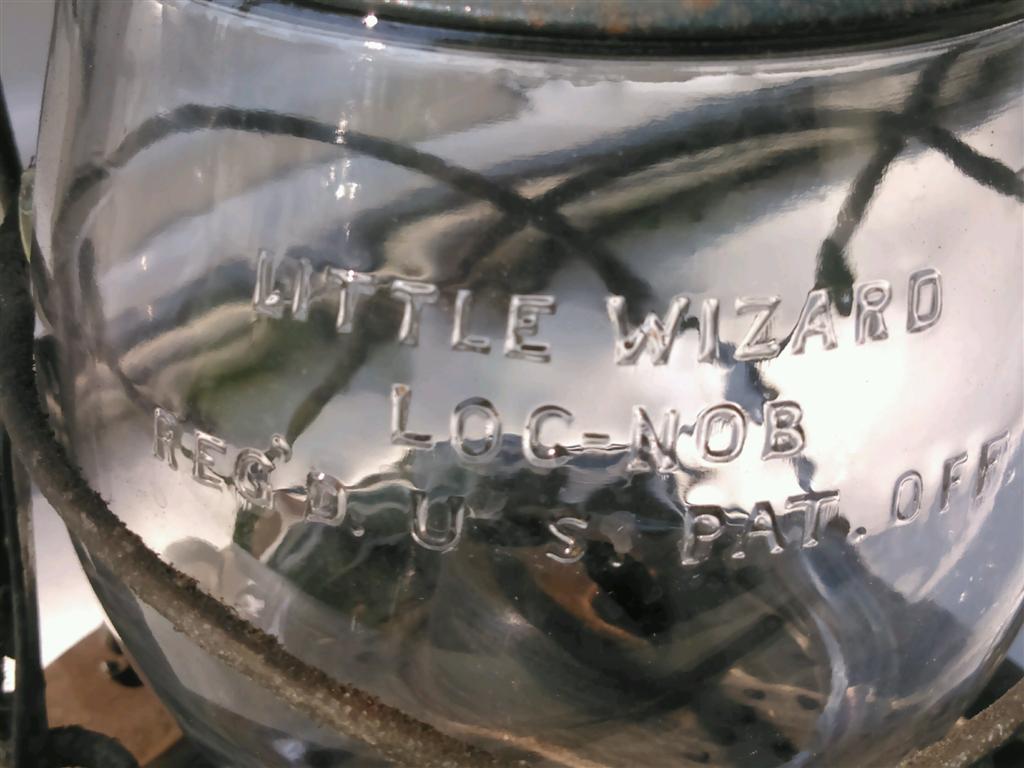 LITTLE WIZARD
LOC-NOB
REG'D. U S PAT. OFF.